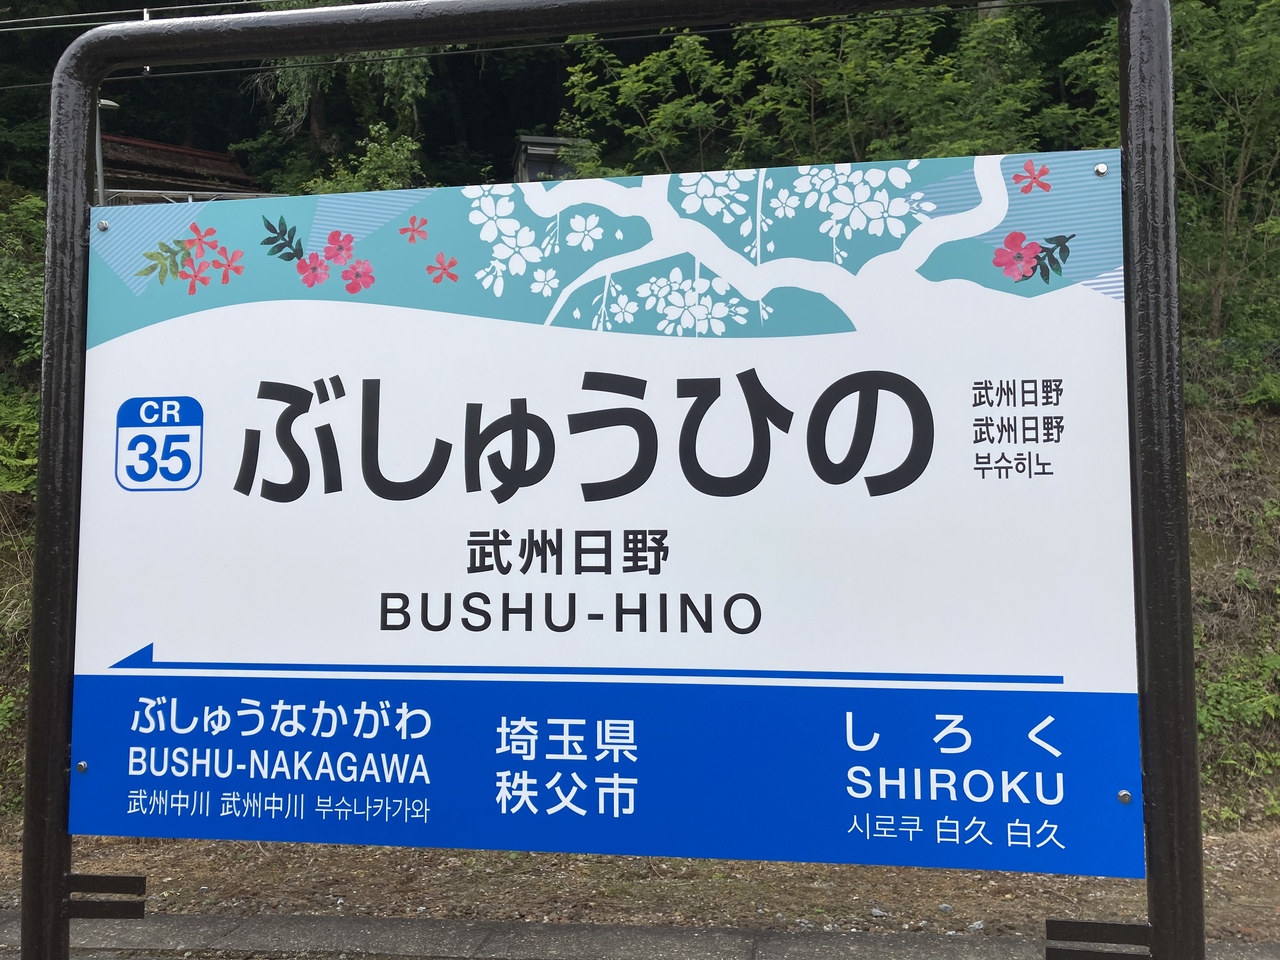 CR
35
ぶしゅうひの
武州日野
武州日野
부슈히노
武州日野
BUSHU-HINO
ぶしゅうなかがわ
BUSHU-NAKAGAWA
武州中川 武州中川 부슈나카가와
埼玉県
秩父市
しろく
SHIROKU
시로쿠 白久 白久